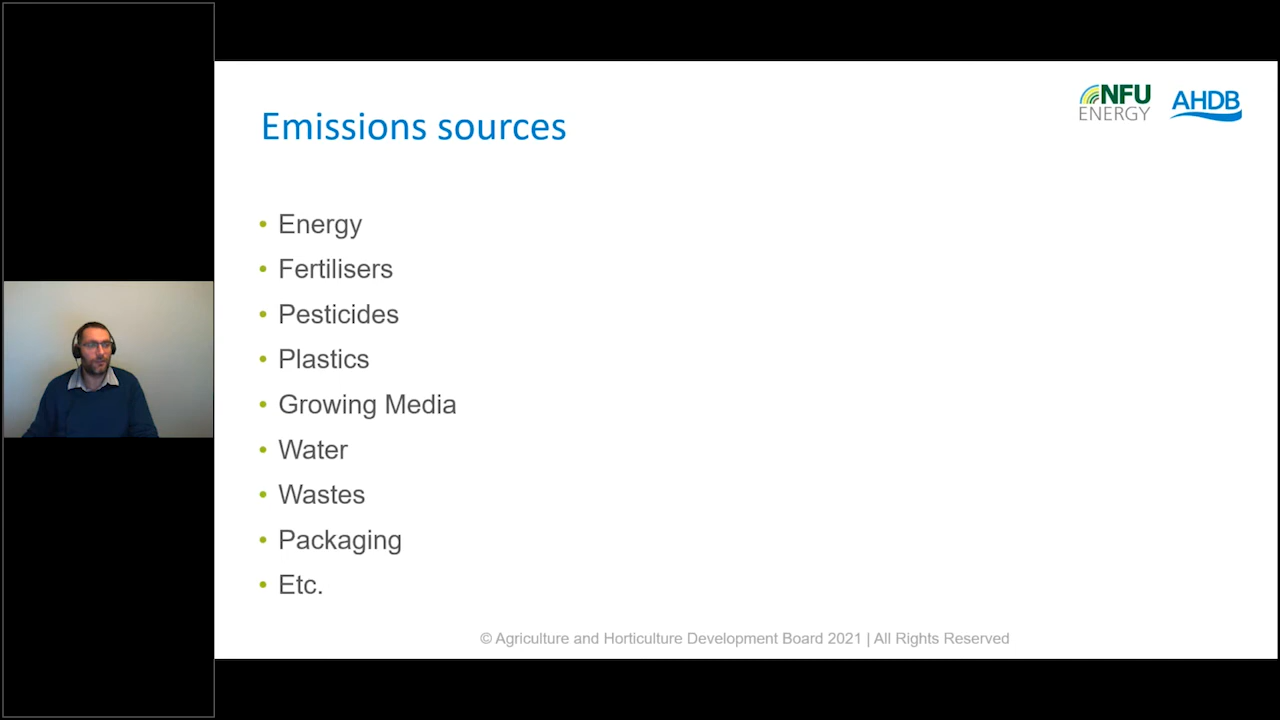 NFU
ENERGY
AHDB
Emissions sources
• Energy
• Fertilisers
• Pesticides
• Plastics
• Growing Media
• Water
• Wastes
• Packaging
• Etc.
© Agriculture and Horticulture Development Board 2021 | All Rights Reserved